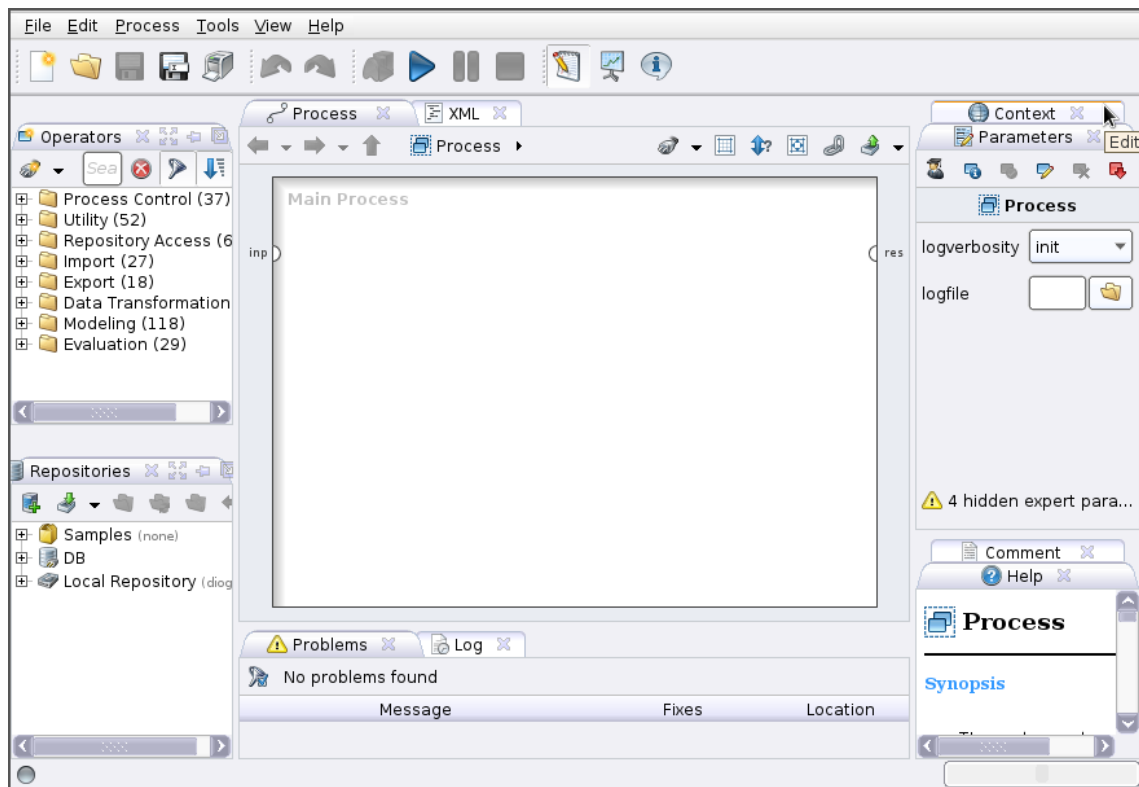 File Edit Process Tools View Help
Process XML
Context
Operators
Parameters
Edit
Process
Sea
Process
Process Control (37)
Utility (52)
Repository Access (6
Import (27)
Export (18)
Data Transformation
Modeling (118)
Evaluation (29)
Main Process
inp
res
logverbosity init
logfile
4 hidden expert para...
Repositories
Samples (none)
DB
Local Repository (diog
Comment
Help
Process
Synopsis
Problems Log
No problems found
Message Fixes Location